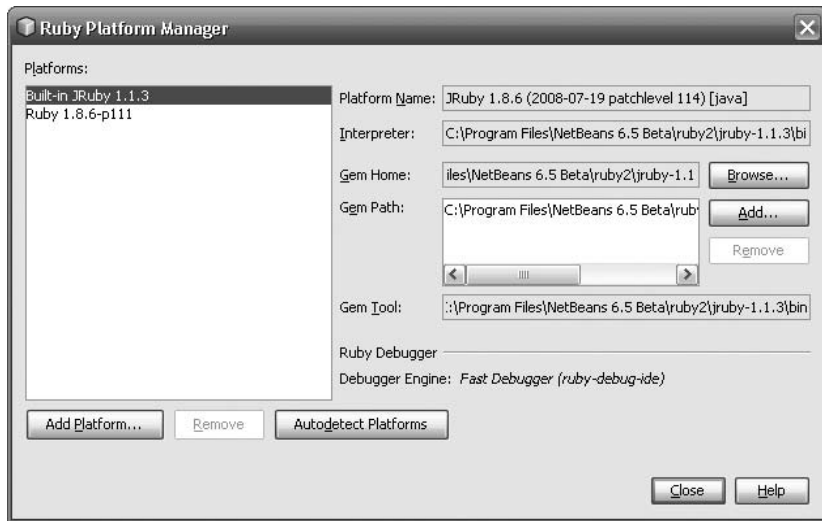 Ruby Platform Manager
Platforms:
Built-in JRuby 1.1.3
Ruby 1.8.6-p111
Platform Name: JRuby 1.8.6 (2008-07-19 patchlevel 114) [java]
Interpreter: C:\Program Files\NetBeans 6.5 Beta\ruby2\jruby-1.1.3\bi
Gem Home: iles\NetBeans 6.5 Beta\ruby2\jruby-1.1 Browse...
Gem Path: C:\Program Files\NetBeans 6.5 Beta\rub Add...
Remove
Gem Tool: :\Program Files\NetBeans 6.5 Beta\ruby2\jruby-1.1.3\bin
Ruby Debugger
Debugger Engine: Fast Debugger (ruby-debug-ide)
Add Platform... Remove Autodetect Platforms
Close Help